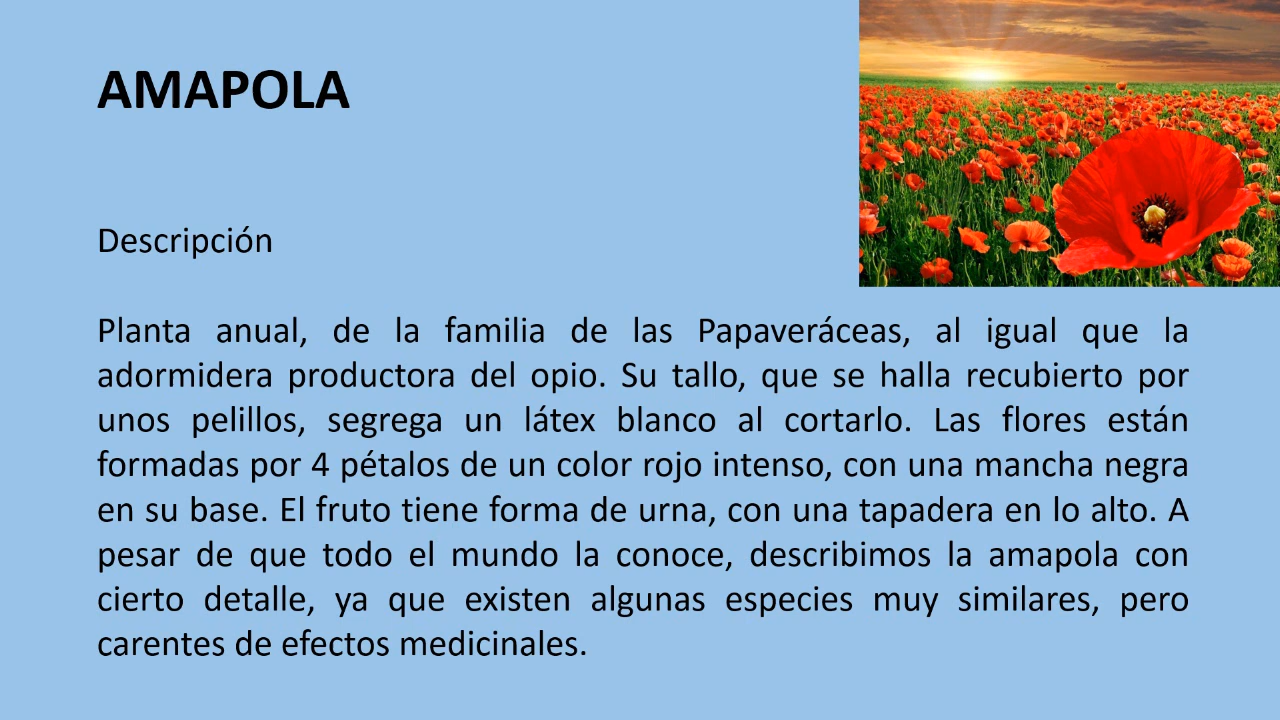 AMAPOLA
Descripción
Planta anual, de la familia de las Papaveráceas, al igual que la
adormidera productora del opio. Su tallo, que se halla recubierto por
unos pelillos, segrega un látex blanco al cortarlo. Las flores están
formadas por 4 pétalos de un color rojo intenso, con una mancha negra
en su base. El fruto tiene forma de urna, con una tapadera en lo alto. A
pesar de que todo el mundo la conoce, describimos la amapola con
cierto detalle, ya que existen algunas especies muy similares, pero
carentes de efectos medicinales.